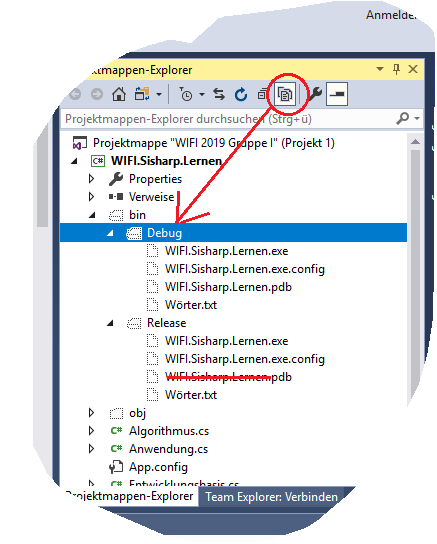 Anmelden
Projektmappen-Explorer
Projektmappen-Explorer durchsuchen (Strg+ü)
Projektmappe "WIFI 2019 Gruppe I" (Projekt 1)
C# WIFI.Sisharp.Lernen
Properties
Verweise
bin
Debug
WIFI.Sisharp.Lernen.exe
WIFI.Sisharp.Lernen.exe.config
WIFI.Sisharp.Lernen.pdb
Wörter.txt
Release
WIFI.Sisharp.Lernen.exe
WIFI.Sisharp.Lernen.exe.config
WIFI.Sisharp.Lernen.pdb
Wörter.txt
obj
C# Algorithmus.cs
C# Anwendung.cs
App.config
C# Entwicklungsbasis.cs
Projektmappen-Explorer Team Explorer: Verbinden